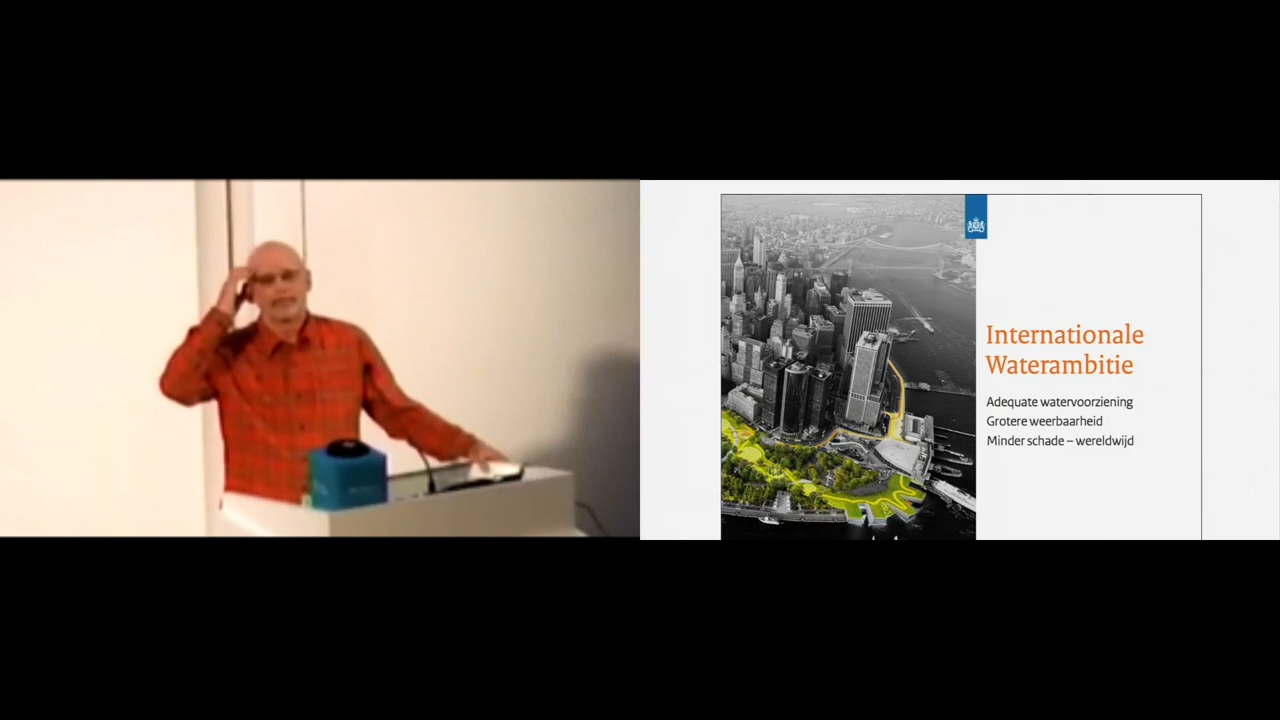 Internationale
Waterambitie
Adequate watervoorziening
Grotere weerbaarheid
Minder schade – wereldwijd